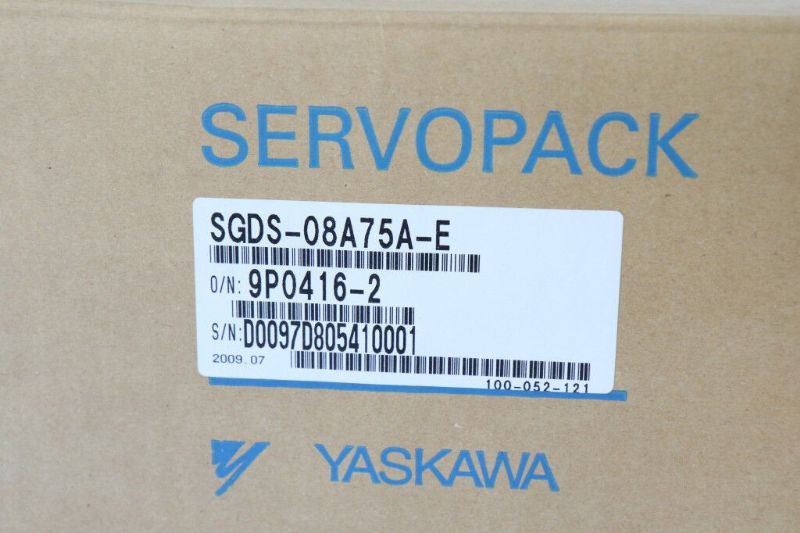 SERVOPACK
SGDS-08A75A-E
O/N: 9P0416-2
S/N: D0097D805410001
2009.07
100-052-121
YASKAWA